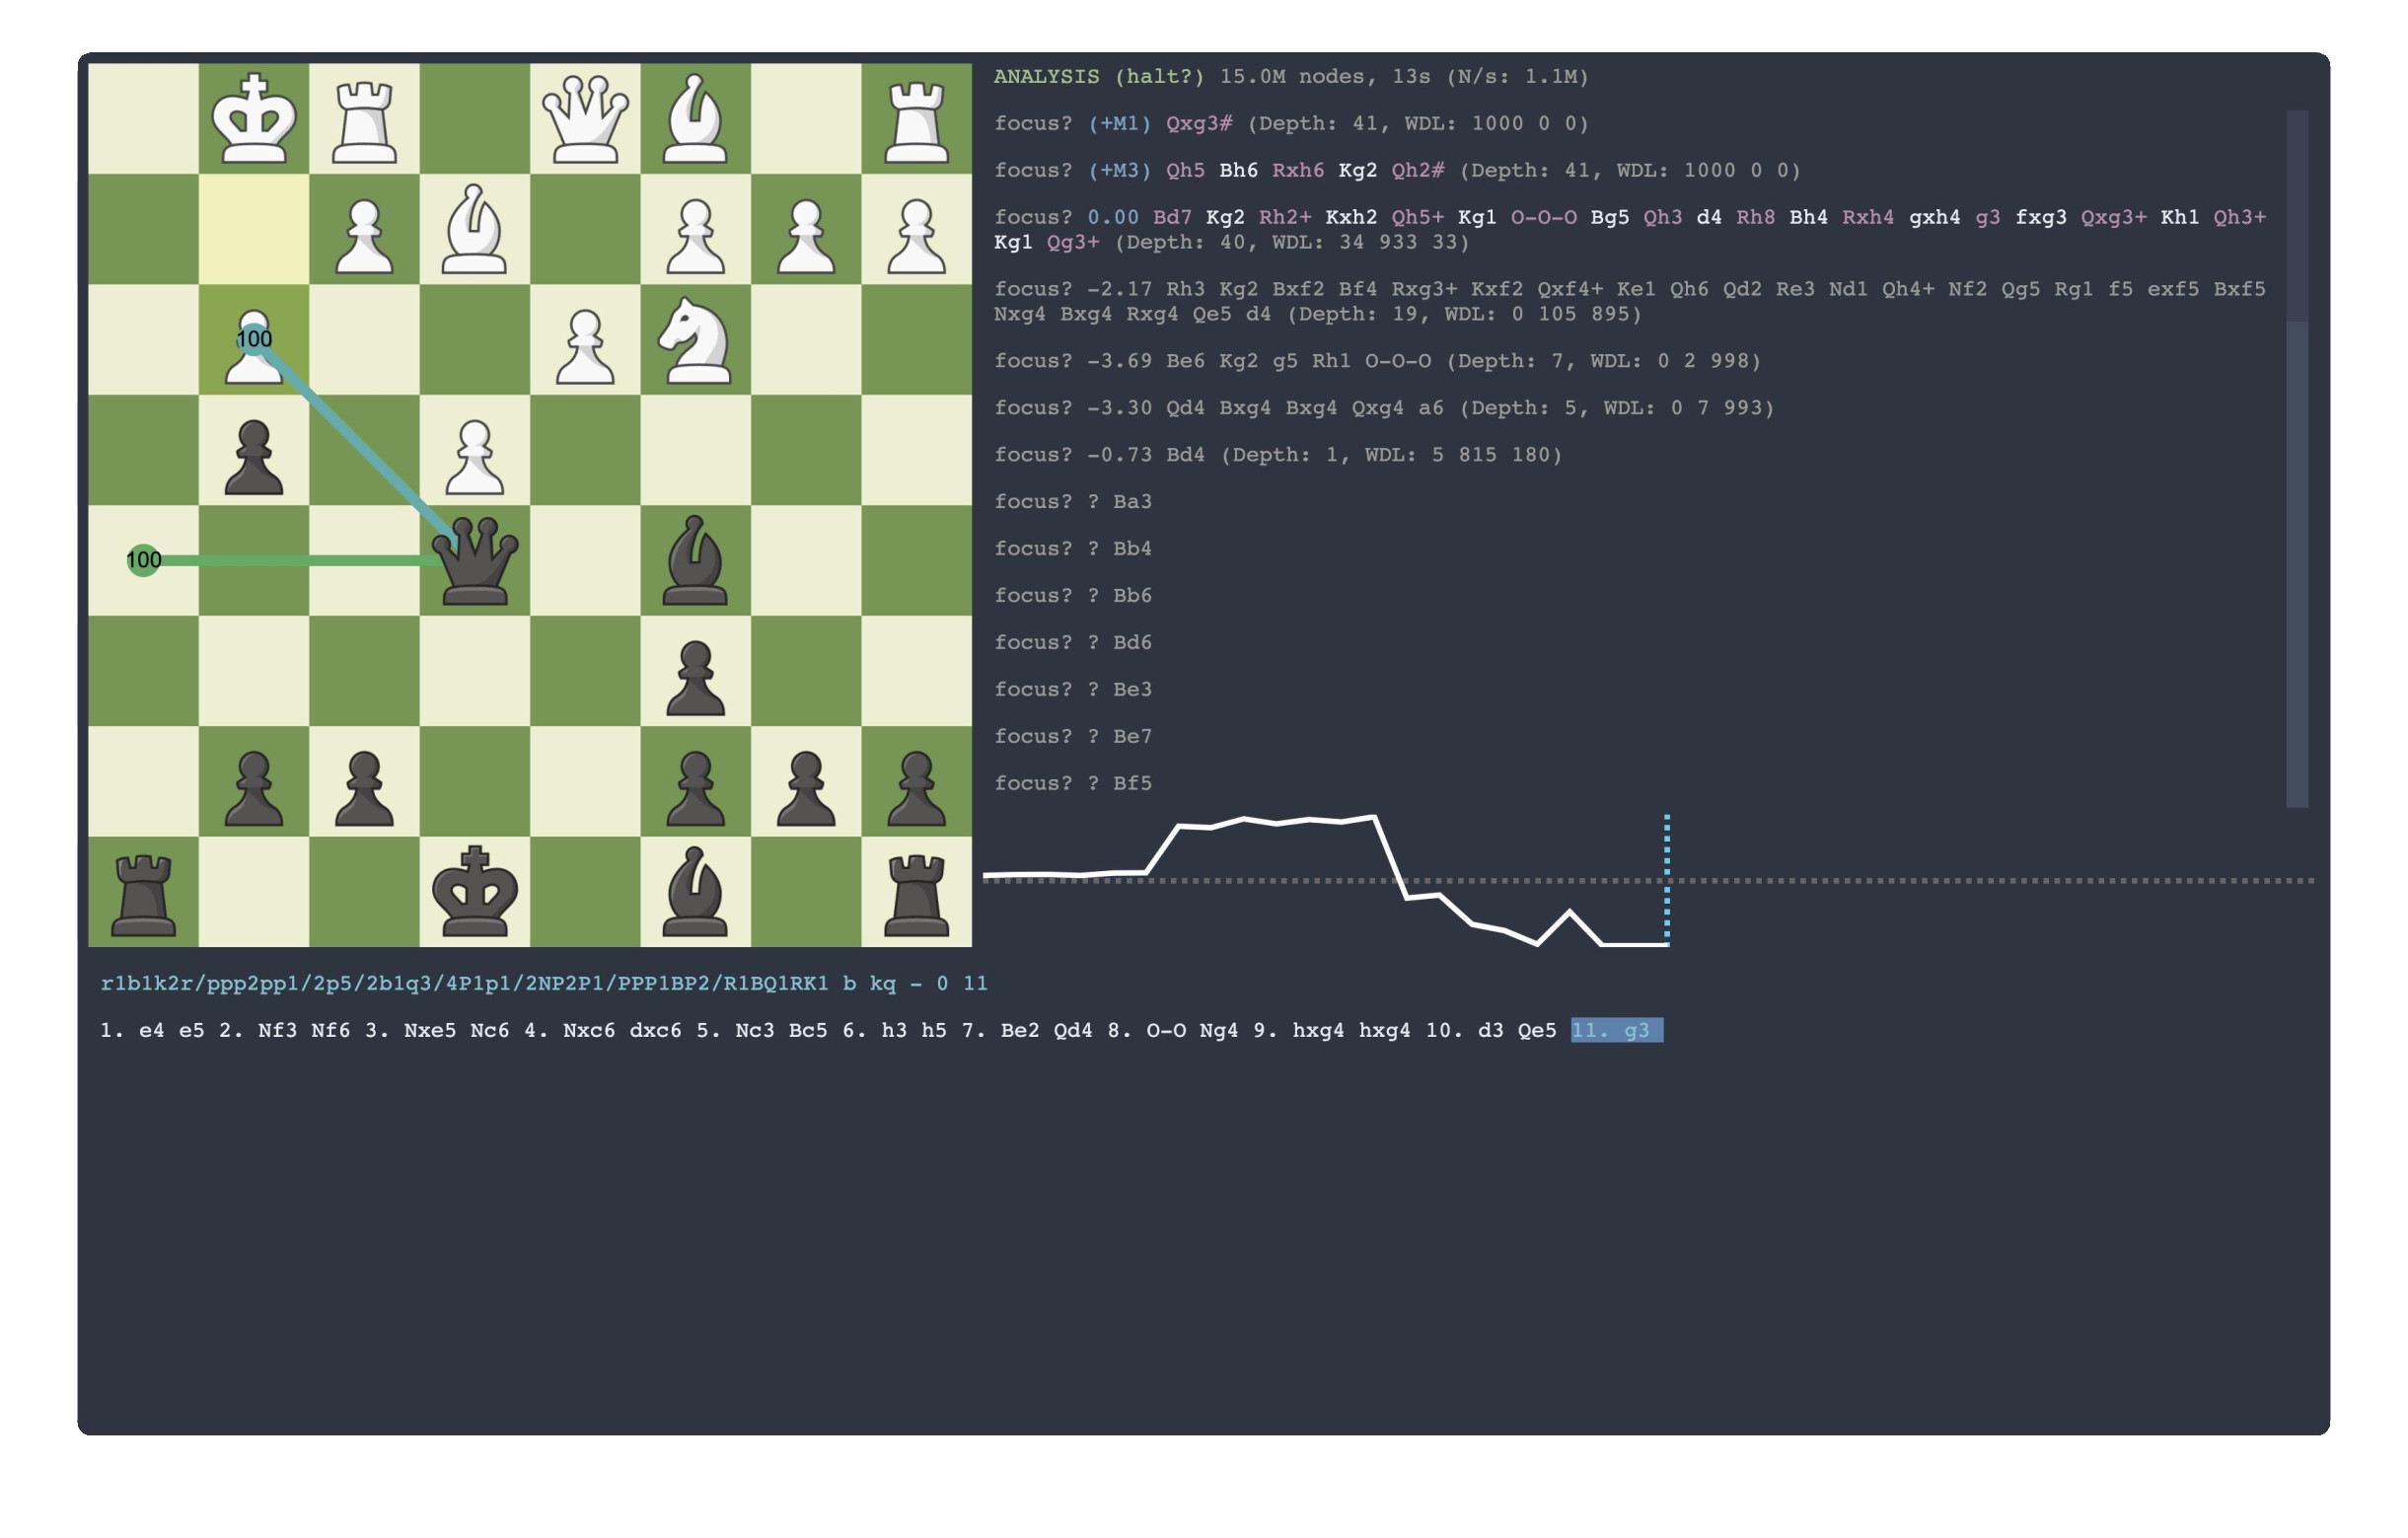 ANALYSIS (halt?) 15.0M nodes, 13s (N/s: 1.1M)
focus? (+M1) Qxg3# (Depth: 41, WDL: 1000 0 0)
focus? (+M3) Qh5 Bh6 Rxh6 Kg2 Qh2# (Depth: 41, WDL: 1000 0 0)
focus? 0.00 Bd7 Kg2 Rh2+ Kxh2 Qh5+ Kg1 O-O-O Bg5 Qh3 d4 Rh8 Bh4 Rxh4 gxh4 g3 fxg3 Qxg3+ Kh1 Qh3+
Kg1 Qg3+ (Depth: 40, WDL: 34 933 33)
focus? -2.17 Rh3 Kg2 Bxf2 Bf4 Rxg3+ Kxf2 Qxf4+ Ke1 Qh6 Qd2 Re3 Nd1 Qh4+ Nf2 Qg5 Rg1 f5 exf5 Bxf5
Nxg4 Bxg4 Rxg4 Qe5 d4 (Depth: 19, WDL: 0 105 895)
100
focus? -3.69 Be6 Kg2 g5 Rh1 O-O-O (Depth: 7, WDL: 0 2 998)
focus? -3.30 Qd4 Bxg4 Bxg4 Qxg4 a6 (Depth: 5, WDL: 0 7 993)
focus? -0.73 Bd4 (Depth: 1, WDL: 5 815 180)
focus? ? Ba3
focus? ? Bb4
100
focus? ? Bb6
focus? ? Bd6
focus? ? Be3
focus? ? Be7
focus? ? Bf5
r1b1k2r/ppp2pp1/2p5/2b1q3/4P1p1/2NP2P1/PPP1BP2/R1BQ1RK1 b kq - 0 11
1. e4 e5 2. Nf3 Nf6 3. Nxe5 Nc6 4. Nxc6 dxc6 5. Nc3 Bc5 6. h3 h5 7. Be2 Qd4 8. O-O Ng4 9. hxg4 hxg4 10. d3 Qe5 11. g3